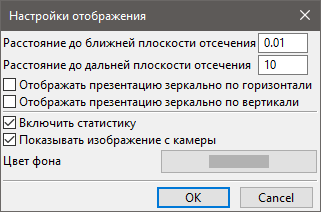 Настройки отображения
Расстояние до ближней плоскости отсечения 0.01
Расстояние до дальней плоскости отсечения 10
Отображать презентацию зеркально по горизонтали
Отображать презентацию зеркально по вертикали
Включить статистику
Показывать изображение с камеры
Цвет фона
OK Cancel